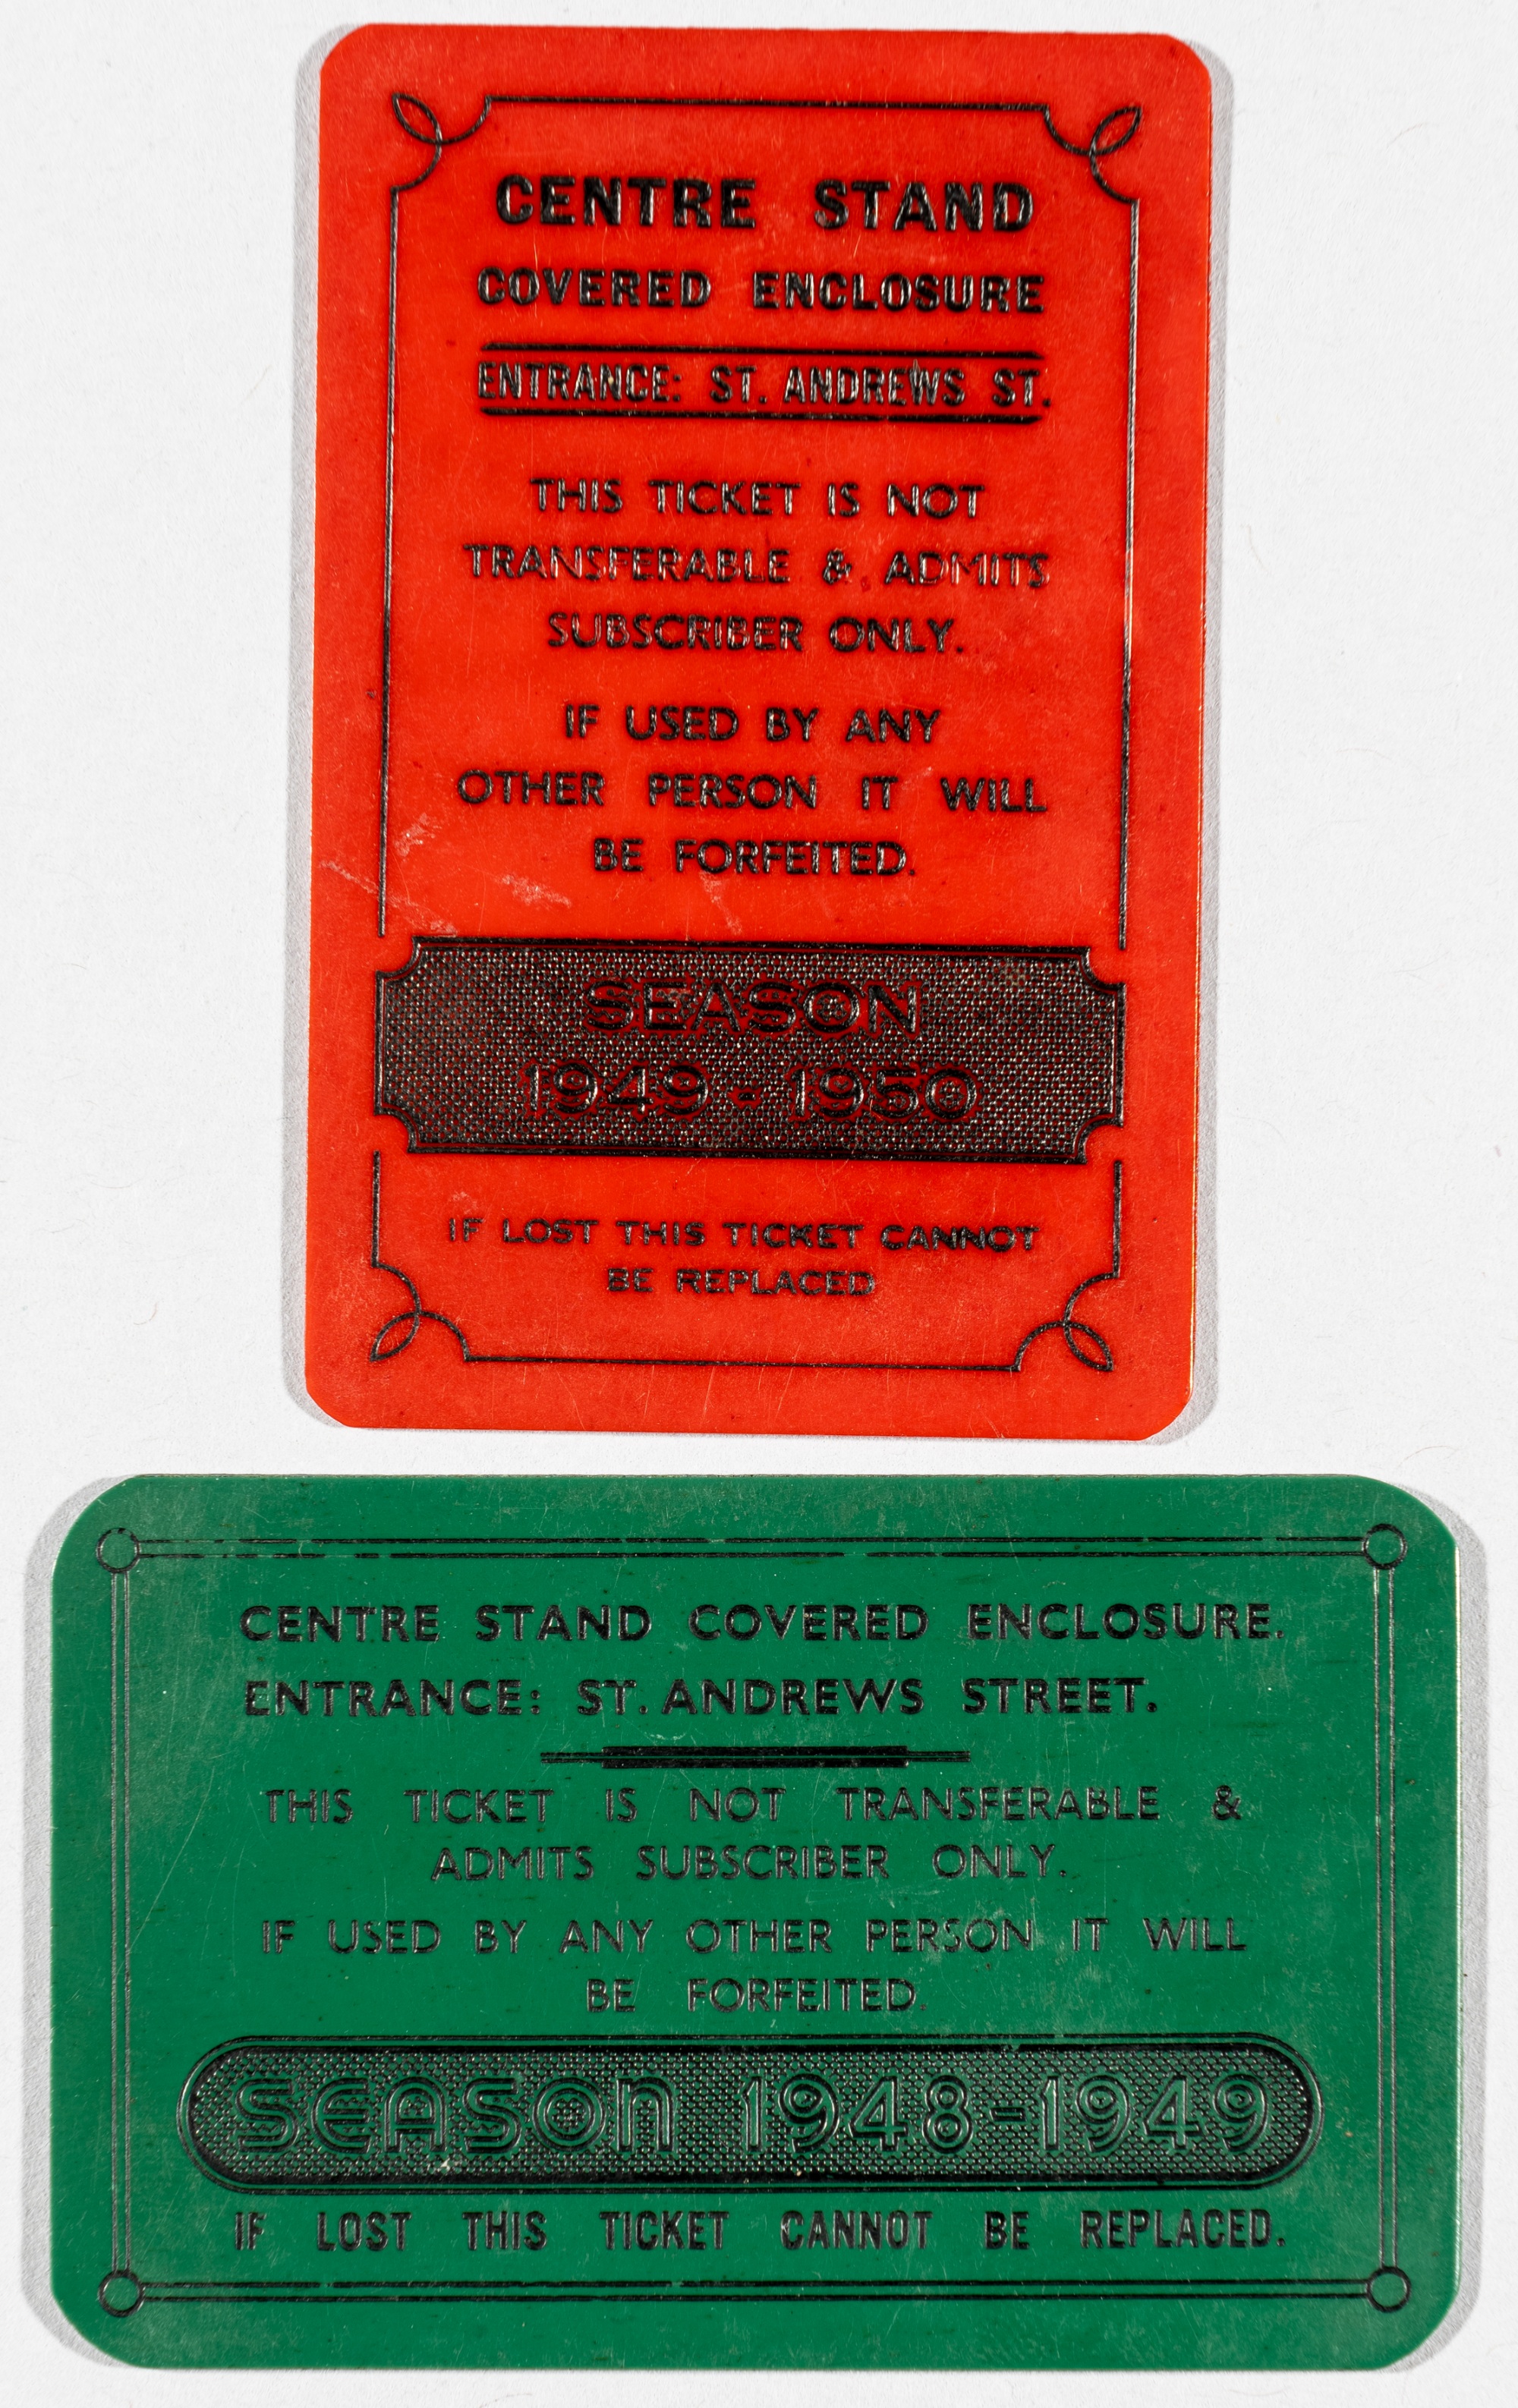 CENTRE STAND
COVERED ENCLOSURE
ENTRANCE: ST. ANDREWS ST.
THIS TICKET IS NOT
TRANSFERABLE & ADMITS
SUBSCRIBER ONLY.
IF USED BY ANY
OTHER PERSON IT WILL
BE FORFEITED.
SEASON
1949-1950
IF LOST THIS TICKET CANNOT
BE REPLACED
CENTRE STAND COVERED ENCLOSURE.
ENTRANCE: ST. ANDREWS STREET.
THIS TICKET IS NOT TRANSFERABLE &
ADMITS SUBSCRIBER ONLY.
IF USED BY ANY OTHER PERSON IT WILL
BE FORFEITED.
SEASON 1948-1949
IF LOST THIS TICKET CANNOT BE REPLACED.